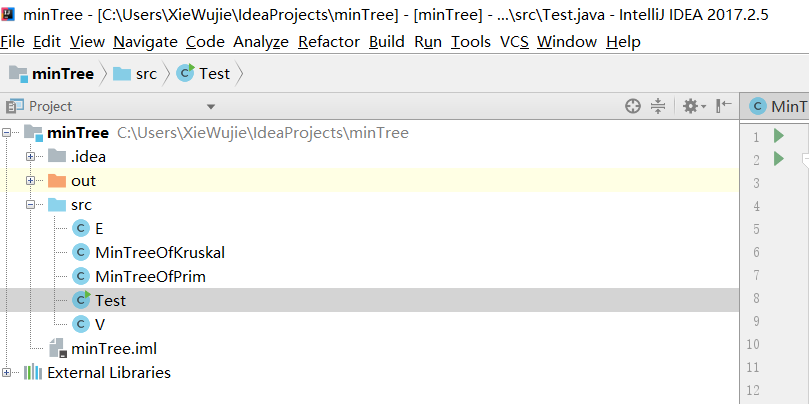 minTree - [C:\Users\XieWujie\IdeaProjects\minTree] - [minTree] - ...\src\Test.java - IntelliJ IDEA 2017.2.5
File Edit View Navigate Code Analyze Refactor Build Run Tools VCS Window Help
minTree src Test
Project
C MinT
minTree C:\Users\XieWujie\IdeaProjects\minTree
.idea
out
src
C E
C MinTreeOfKruskal
C MinTreeOfPrim
C Test
C V
minTree.iml
External Libraries
1
2
3
4
5
6
7
8
9
10
11
12